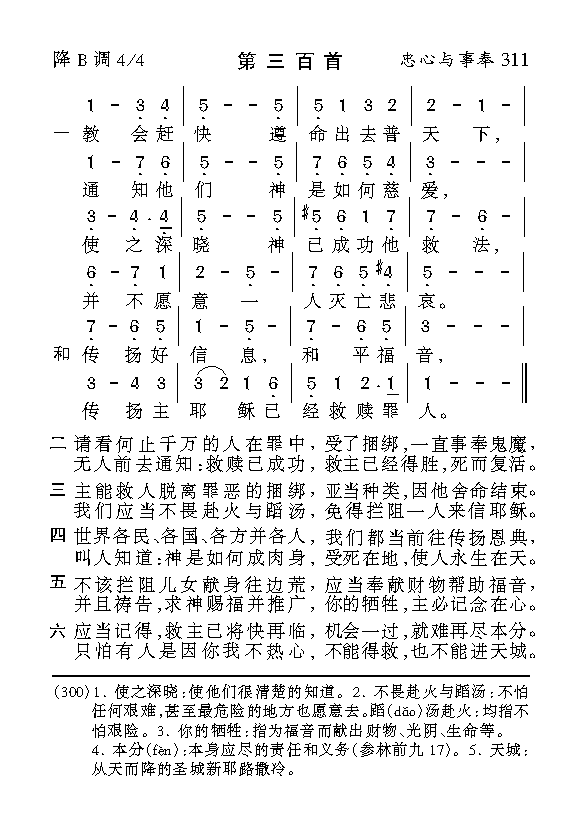 降 B 调 4/4 第三百首 忠心与事奉 311
1 - 3 4 | 5 - - 5 | 5 1 3 2 | 2 - 1 - |
一 教 会 赶 快 遵 命 出 去 普 天 下,
1 - 7 6 | 5 - - 5 | 7 6 5 4 | 3 - - - |
通 知 他 们 神 是 如 何 慈 爱,
3 - 4 . 4 | 5 - - 5 | #5 6 1 7 | 7 - 6 - |
使 之 深 晓 神 已 成 功 他 救 法,
6 - 7 1 | 2 - 5 - | 7 6 5 #4 | 5 - - - |
并 不 愿 意 一 人 灭 亡 悲 哀。
7 - 6 5 | 1 - 5 - | 7 - 6 5 | 3 - - - |
和 传 扬 好 信 息, 和 平 福 音,
3 - 4 3 | 3 2 1 6 | 5 1 2 . 1 | 1 - - - ‖
传 扬 主 耶 稣 已 经 救 赎 罪 人。
二 请看何止千万的人在罪中, 受了捆绑,一直事奉鬼魔,
无人前去通知:救赎已成功, 救主已经得胜,死而复活。
三 主能救人脱离罪恶的捆绑, 亚当种类,因他舍命结束。
我们应当不畏赴火与蹈汤, 免得拦阻一人来信耶稣。
四 世界各民、各国、各方并各人, 我们都当前往传扬恩典,
叫人知道:神是如何成肉身, 受死在地,使人永生在天。
五 不该拦阻儿女献身往边荒, 应当奉献财物帮助福音,
并且祷告,求神赐福并推广, 你的牺牲,主必记念在心。
六 应当记得,救主已将快再临, 机会一过,就难再尽本分。
只怕有人是因你我不热心, 不能得救,也不能进天城。
(300)1. 使之深晓:使他们很清楚的知道。2. 不畏赴火与蹈汤:不怕
任何艰难,甚至最危险的地方也愿意去。蹈(dǎo)汤赴火:均指不
怕艰险。3. 你的牺牲:指为福音而献出财物、光阴、生命等。
4. 本分(fèn):本身应尽的责任和义务(参林前九 17)。5. 天城:
从天而降的圣城新耶路撒冷。